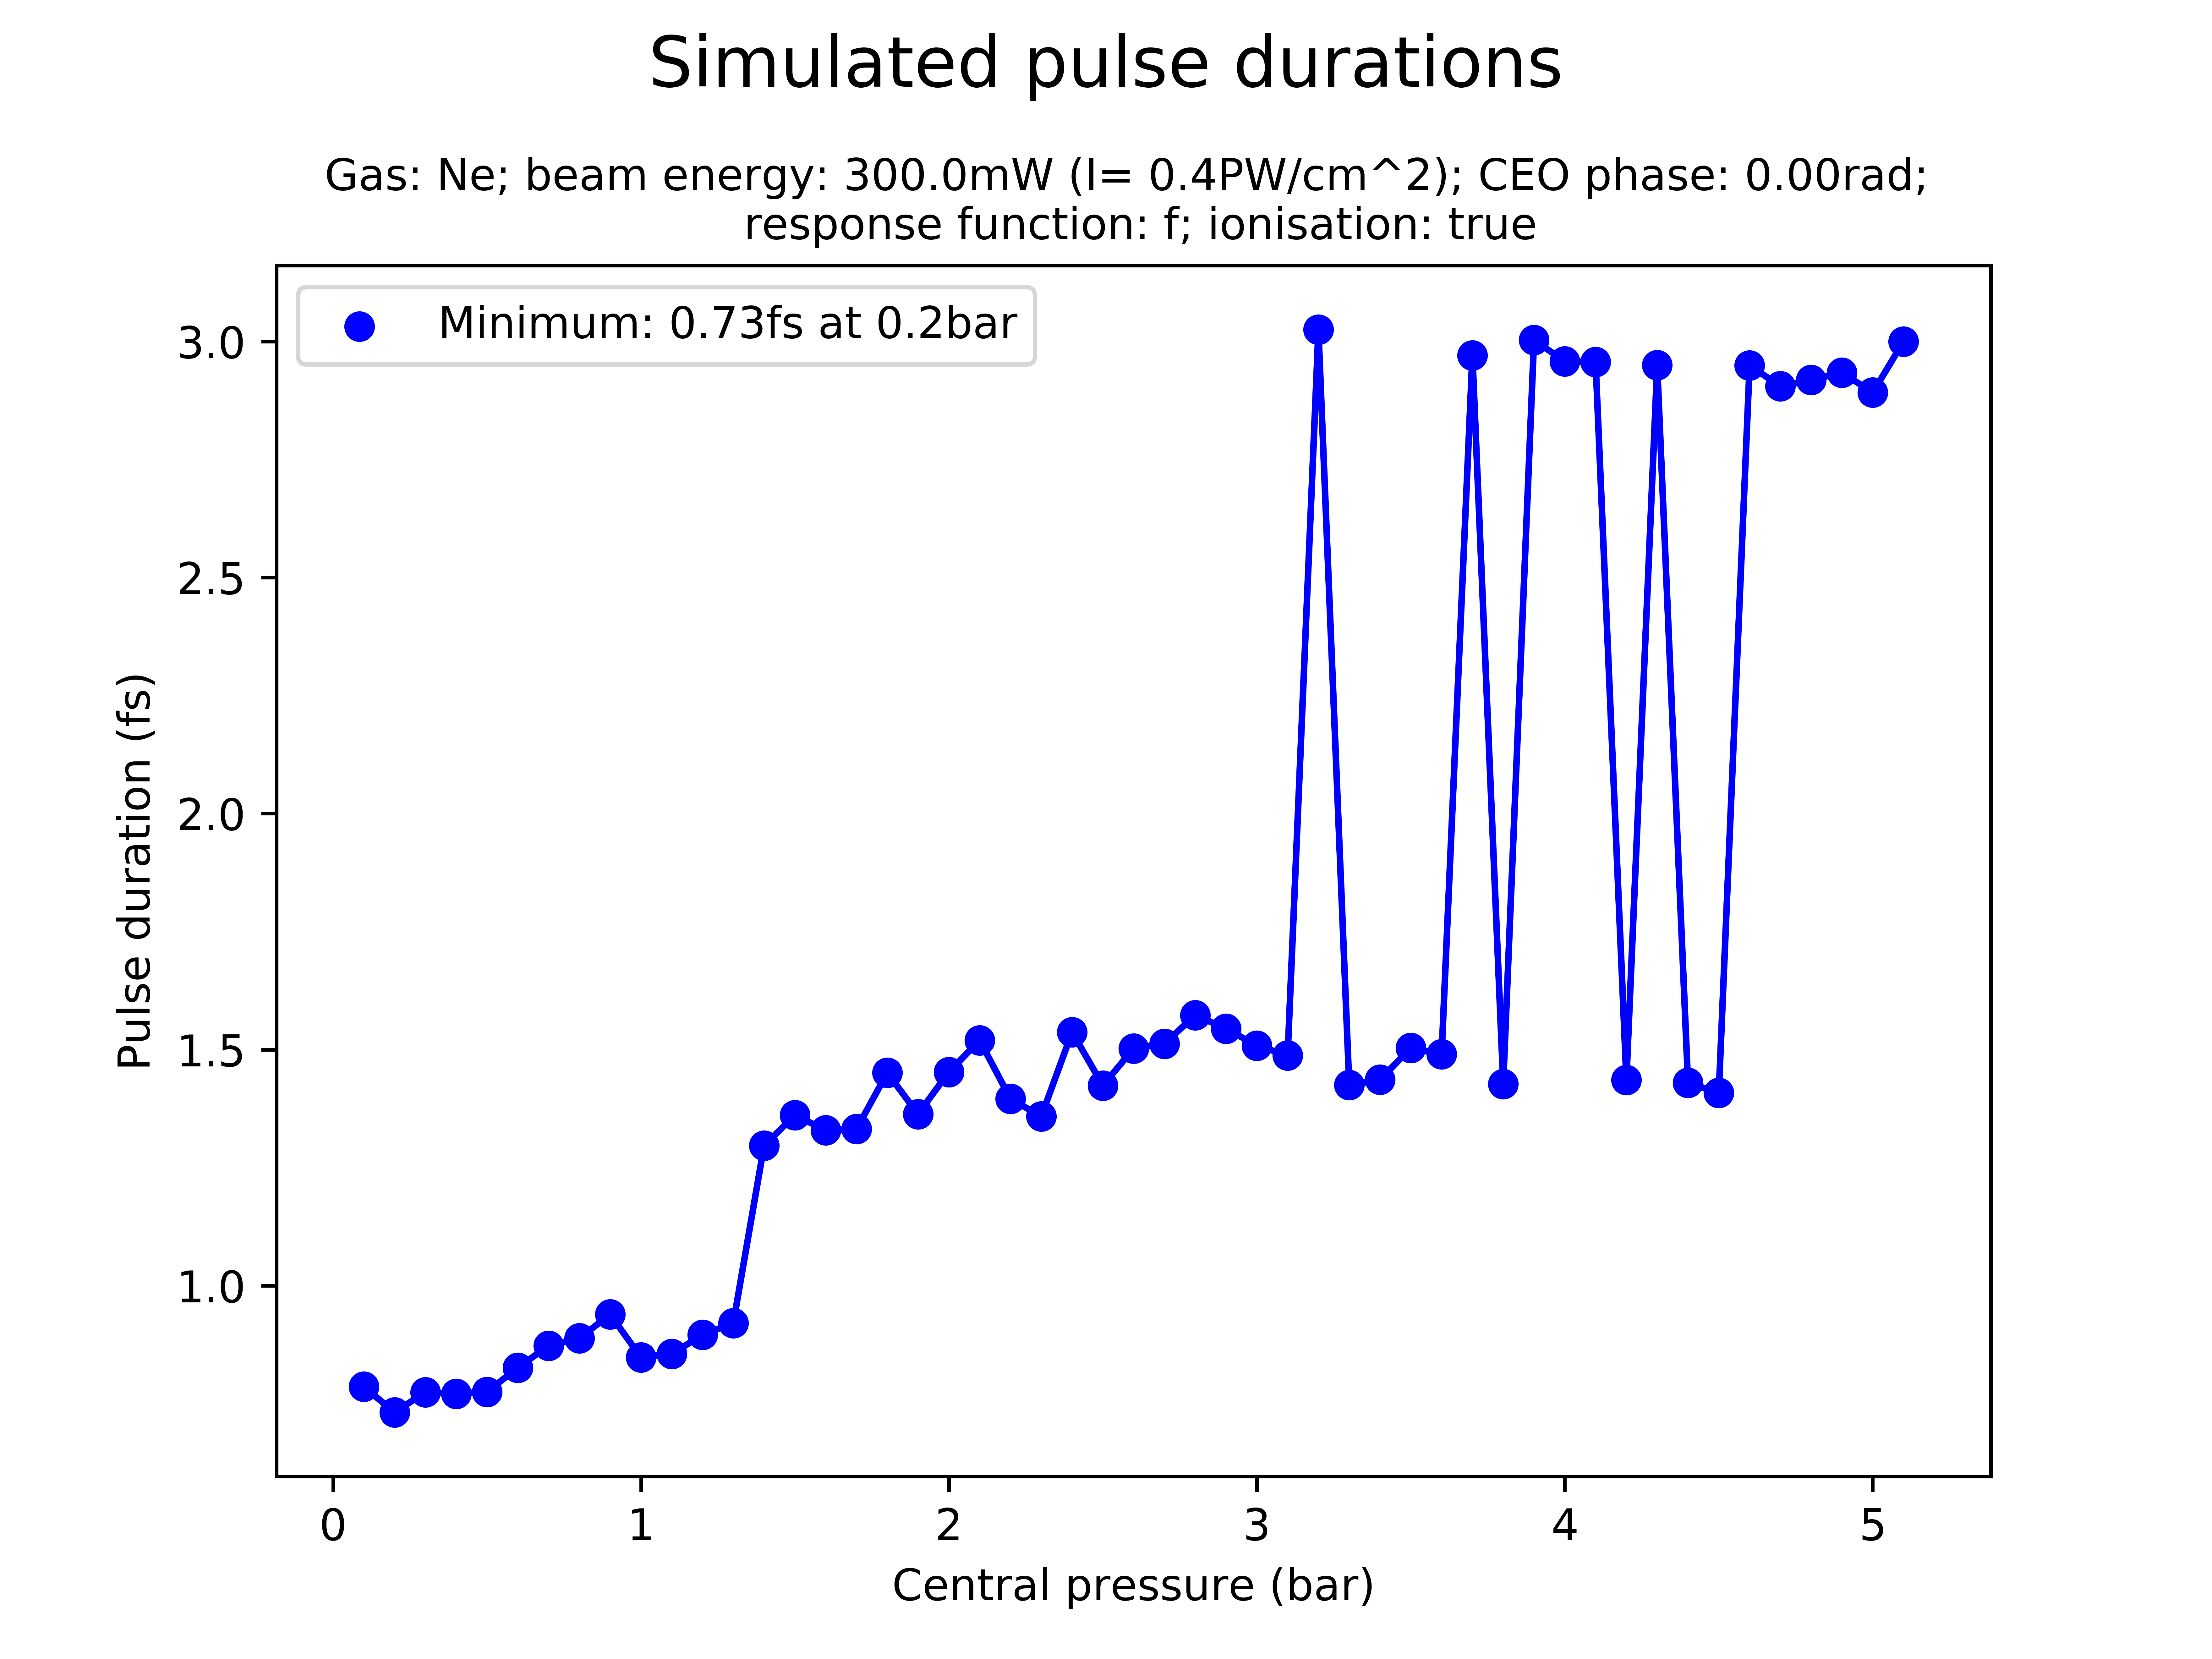 Simulated pulse durations
Gas: Ne; beam energy: 300.0mW (I= 0.4PW/cm^2); CEO phase: 0.00rad;
response function: f; ionisation: true
Minimum: 0.73fs at 0.2bar
3.0
2.5
2.0
1.5
1.0
Pulse duration (fs)
0 1 2 3 4 5
Central pressure (bar)